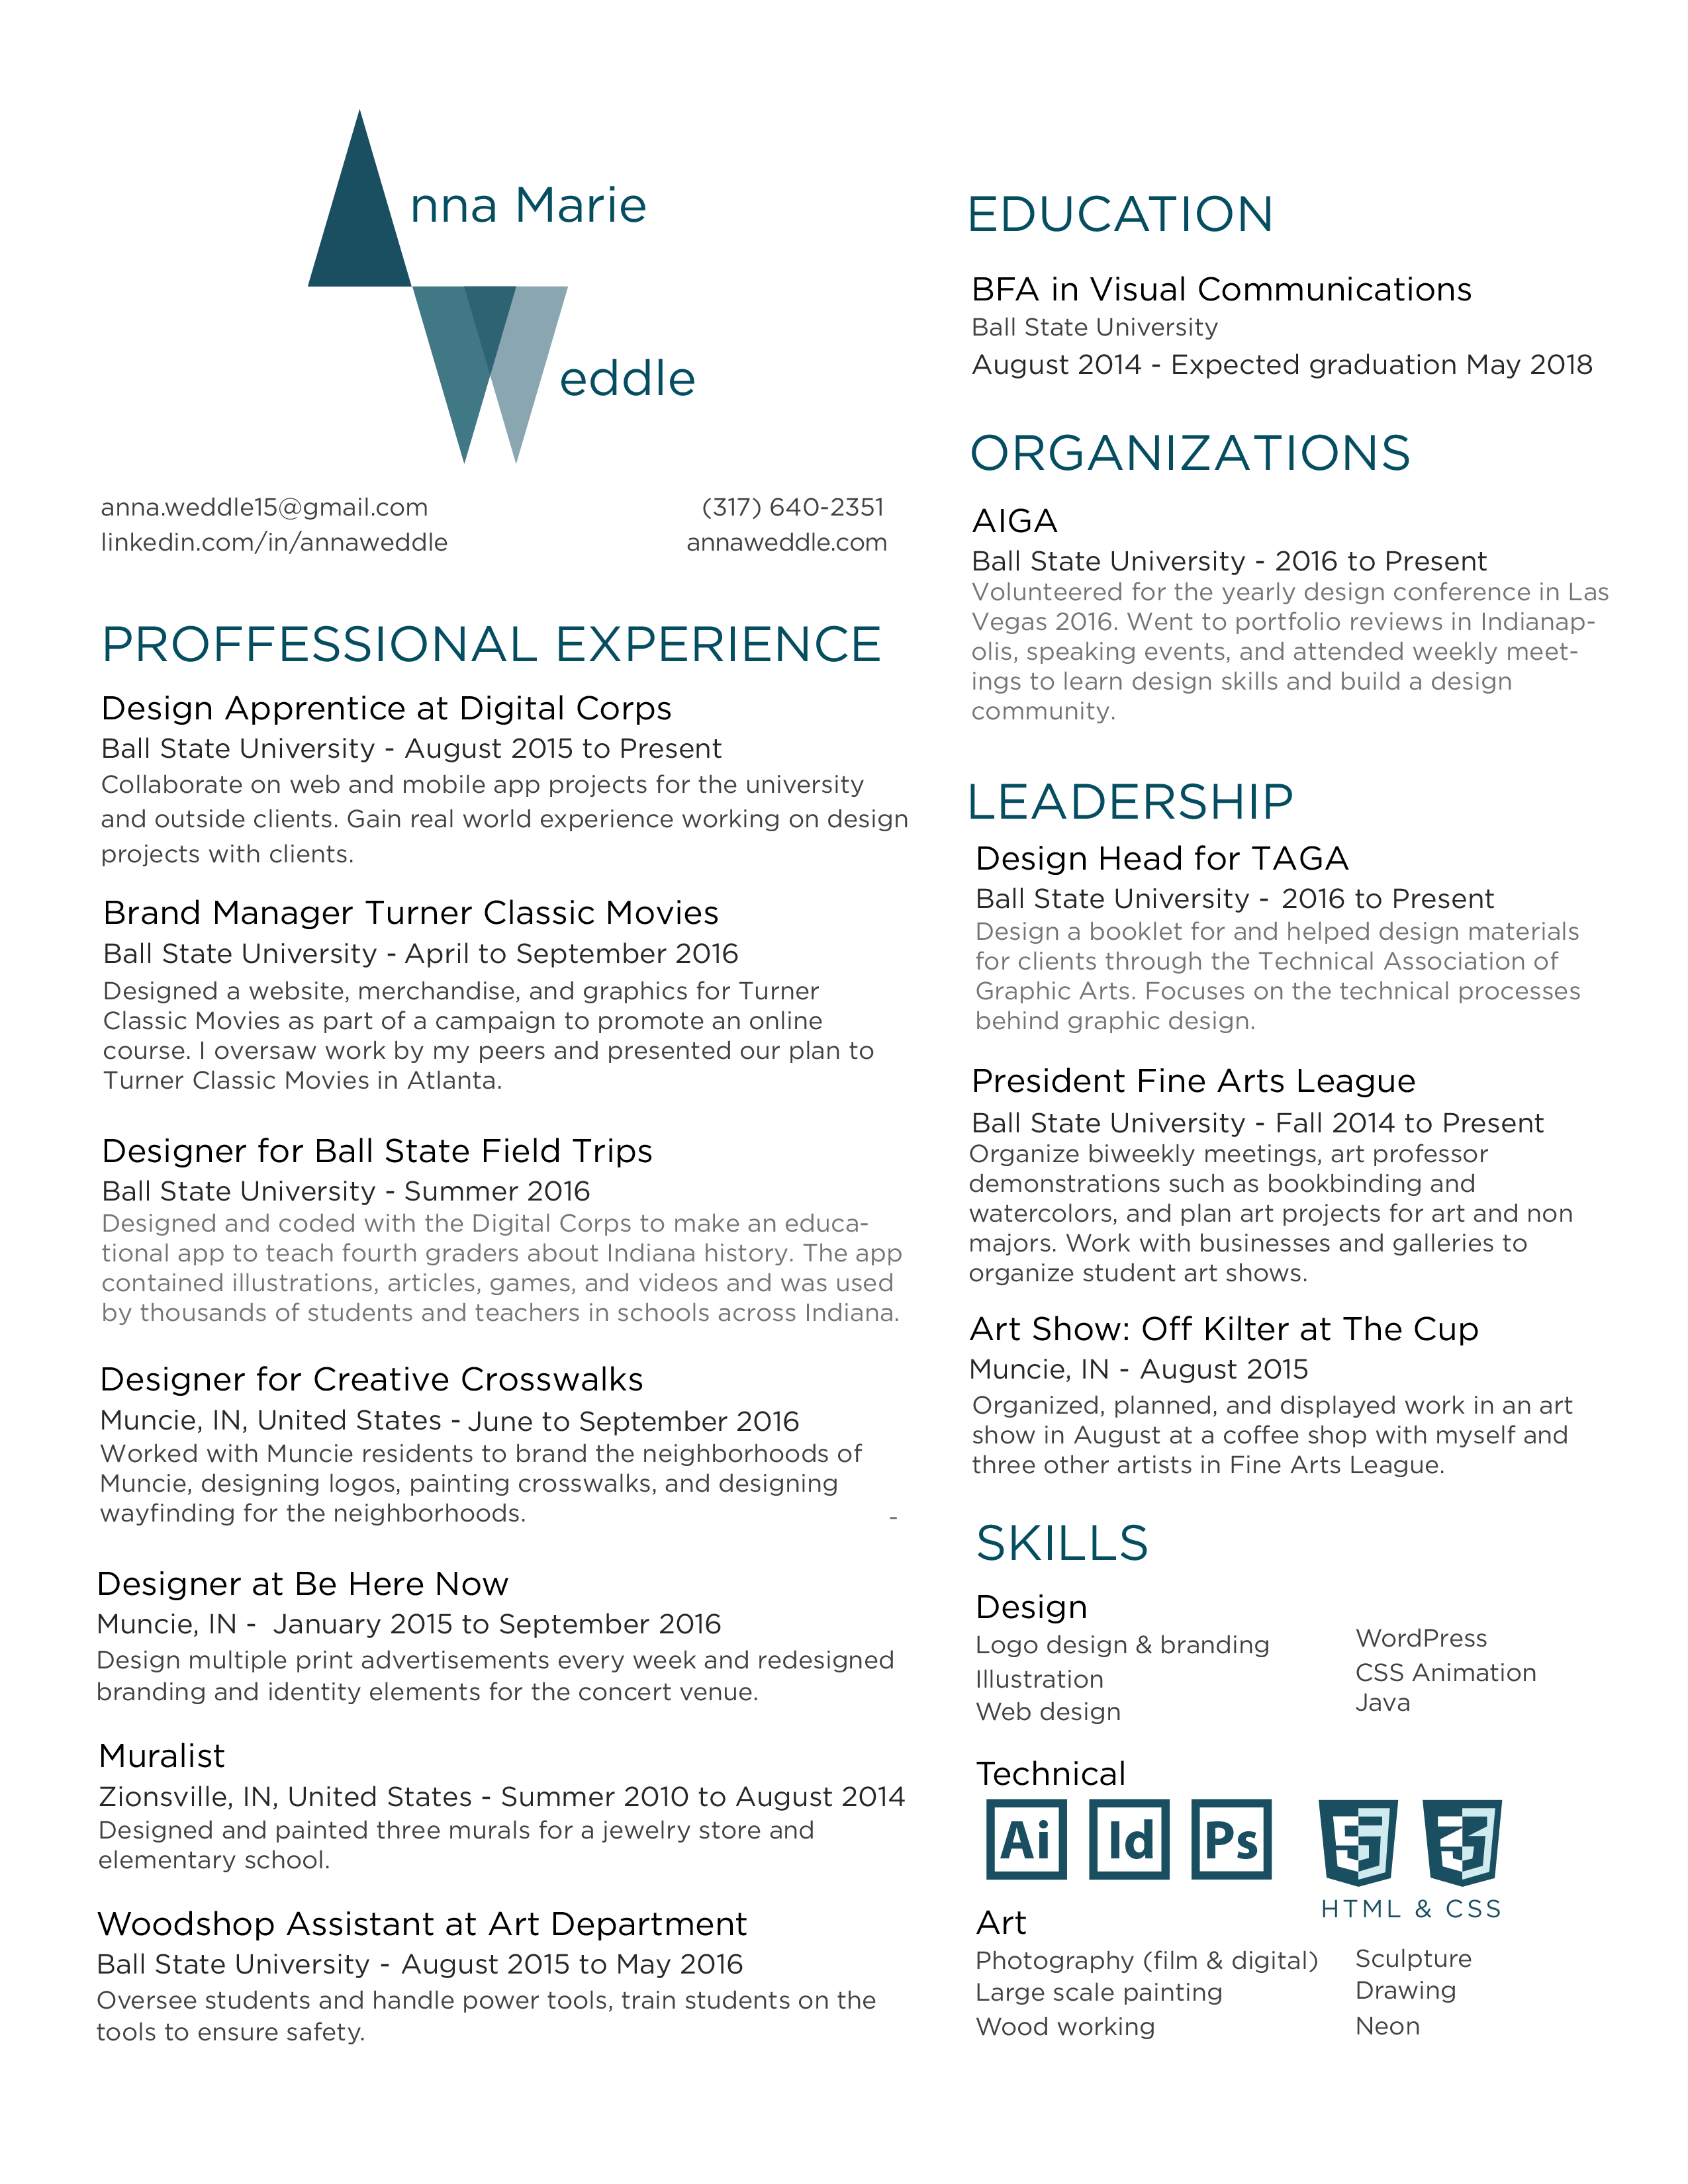 nna Marie
eddle
anna.weddle15@gmail.com
linkedin.com/in/annaweddle
(317) 640-2351
annaweddle.com
PROFFESSIONAL EXPERIENCE
Design Apprentice at Digital Corps
Ball State University - August 2015 to Present
Collaborate on web and mobile app projects for the university
and outside clients. Gain real world experience working on design
projects with clients.
Brand Manager Turner Classic Movies
Ball State University - April to September 2016
Designed a website, merchandise, and graphics for Turner
Classic Movies as part of a campaign to promote an online
course. I oversaw work by my peers and presented our plan to
Turner Classic Movies in Atlanta.
Designer for Ball State Field Trips
Ball State University - Summer 2016
Designed and coded with the Digital Corps to make an educa-
tional app to teach fourth graders about Indiana history. The app
contained illustrations, articles, games, and videos and was used
by thousands of students and teachers in schools across Indiana.
Designer for Creative Crosswalks
Muncie, IN, United States - June to September 2016
Worked with Muncie residents to brand the neighborhoods of
Muncie, designing logos, painting crosswalks, and designing
wayfinding for the neighborhoods. -
Designer at Be Here Now
Muncie, IN - January 2015 to September 2016
Design multiple print advertisements every week and redesigned
branding and identity elements for the concert venue.
Muralist
Zionsville, IN, United States - Summer 2010 to August 2014
Designed and painted three murals for a jewelry store and
elementary school.
Woodshop Assistant at Art Department
Ball State University - August 2015 to May 2016
Oversee students and handle power tools, train students on the
tools to ensure safety.
EDUCATION
BFA in Visual Communications
Ball State University
August 2014 - Expected graduation May 2018
ORGANIZATIONS
AIGA
Ball State University - 2016 to Present
Volunteered for the yearly design conference in Las
Vegas 2016. Went to portfolio reviews in Indianap-
olis, speaking events, and attended weekly meet-
ings to learn design skills and build a design
community.
LEADERSHIP
Design Head for TAGA
Ball State University - 2016 to Present
Design a booklet for and helped design materials
for clients through the Technical Association of
Graphic Arts. Focuses on the technical processes
behind graphic design.
President Fine Arts League
Ball State University - Fall 2014 to Present
Organize biweekly meetings, art professor
demonstrations such as bookbinding and
watercolors, and plan art projects for art and non
majors. Work with businesses and galleries to
organize student art shows.
Art Show: Off Kilter at The Cup
Muncie, IN - August 2015
Organized, planned, and displayed work in an art
show in August at a coffee shop with myself and
three other artists in Fine Arts League.
SKILLS
Design
Logo design & branding
Illustration
Web design
WordPress
CSS Animation
Java
Technical
Ai Id Ps 5 3
HTML & CSS
Art
Photography (film & digital)
Large scale painting
Wood working
Sculpture
Drawing
Neon